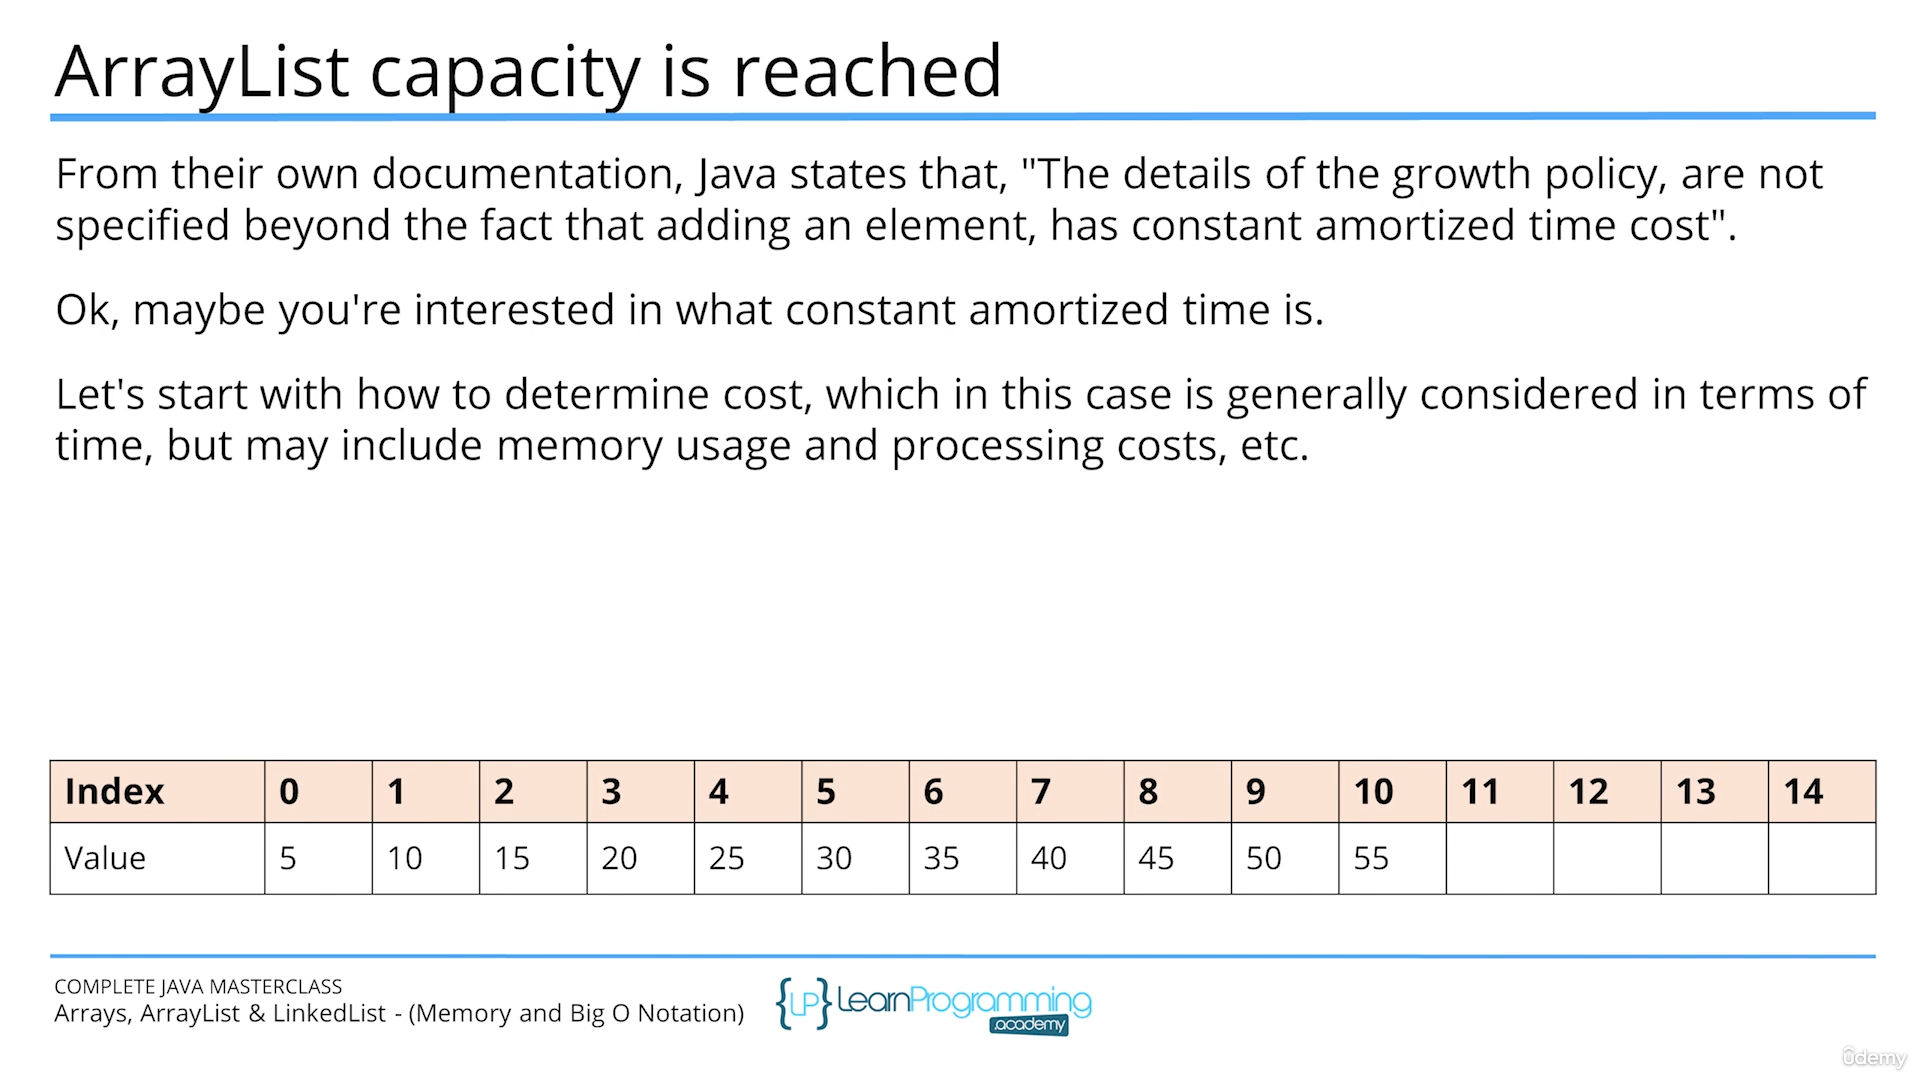 ArrayList capacity is reached
From their own documentation, Java states that, "The details of the growth policy, are not
specified beyond the fact that adding an element, has constant amortized time cost".
Ok, maybe you're interested in what constant amortized time is.
Let's start with how to determine cost, which in this case is generally considered in terms of
time, but may include memory usage and processing costs, etc.
Index 0 1 2 3 4 5 6 7 8 9 10 11 12 13 14
Value 5 10 15 20 25 30 35 40 45 50 55
COMPLETE JAVA MASTERCLASS
Arrays, ArrayList & LinkedList - (Memory and Big O Notation)
{LP} LearnProgramming
.academy
ûdemy